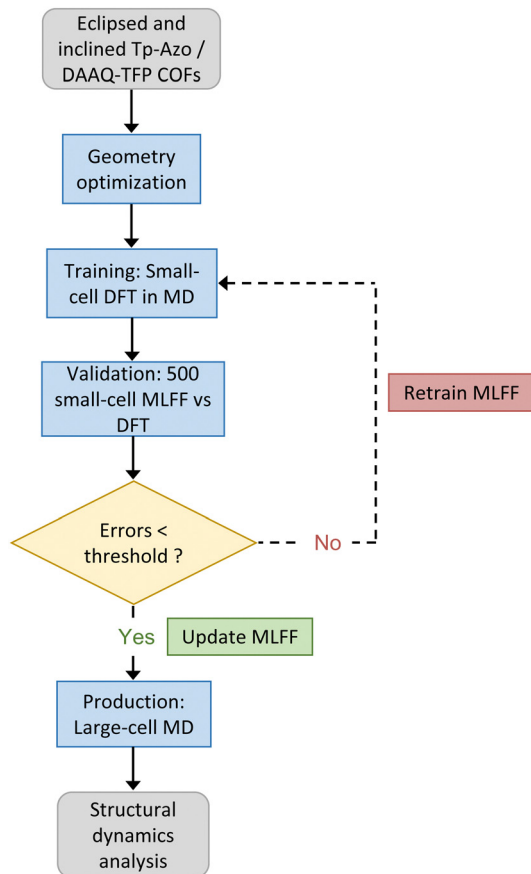 Eclipsed and
inclined Tp-Azo /
DAAQ-TFP COFs
Geometry
optimization
Training: Small-
cell DFT in MD
Validation: 500
small-cell MLFF vs
DFT
Retrain MLFF
Errors <
threshold ?
No
Yes
Update MLFF
Production:
Large-cell MD
Structural
dynamics
analysis